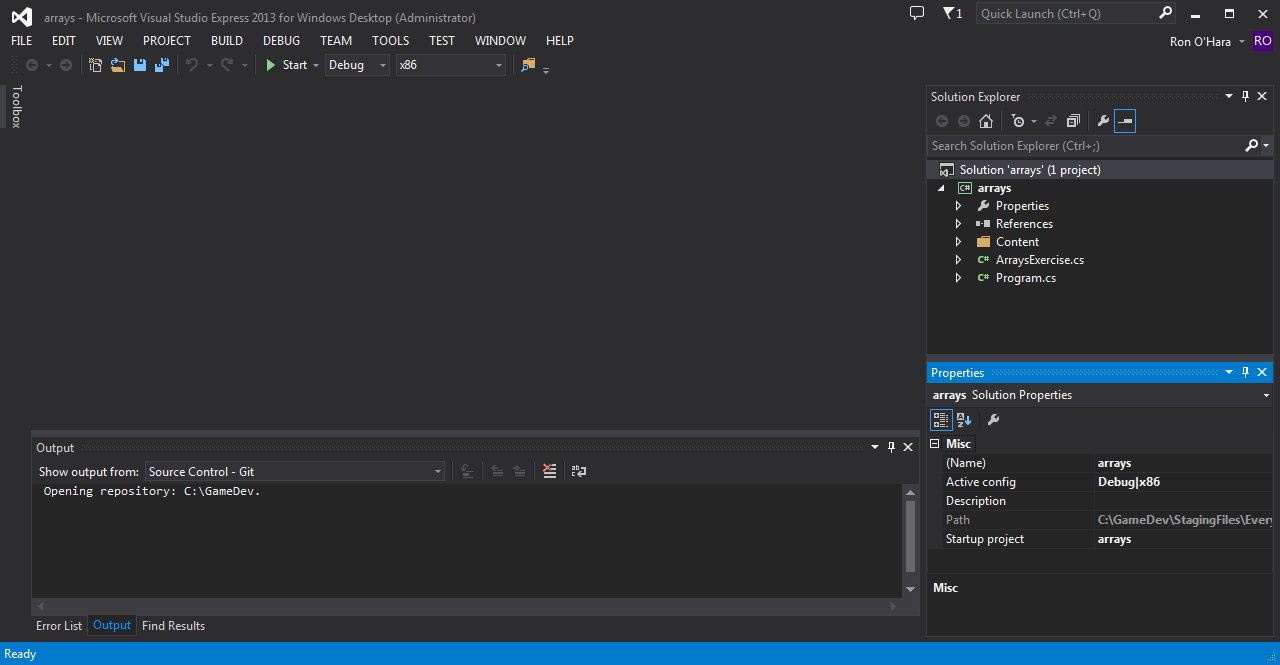 arrays - Microsoft Visual Studio Express 2013 for Windows Desktop (Administrator)
1
Quick Launch (Ctrl+Q)
FILE EDIT VIEW PROJECT BUILD DEBUG TEAM TOOLS TEST WINDOW HELP
Ron O'Hara
RO
Start
Debug
x86
Toolbox
Solution Explorer
Search Solution Explorer (Ctrl+;)
Solution 'arrays' (1 project)
C# arrays
Properties
References
Content
C# ArraysExercise.cs
C# Program.cs
Properties
arrays Solution Properties
Misc
(Name) arrays
Active config Debug|x86
Description
Path C:\GameDev\StagingFiles\Every
Startup project arrays
Misc
Output
Show output from: Source Control - Git
Opening repository: C:\GameDev.
Error List Output Find Results
Ready